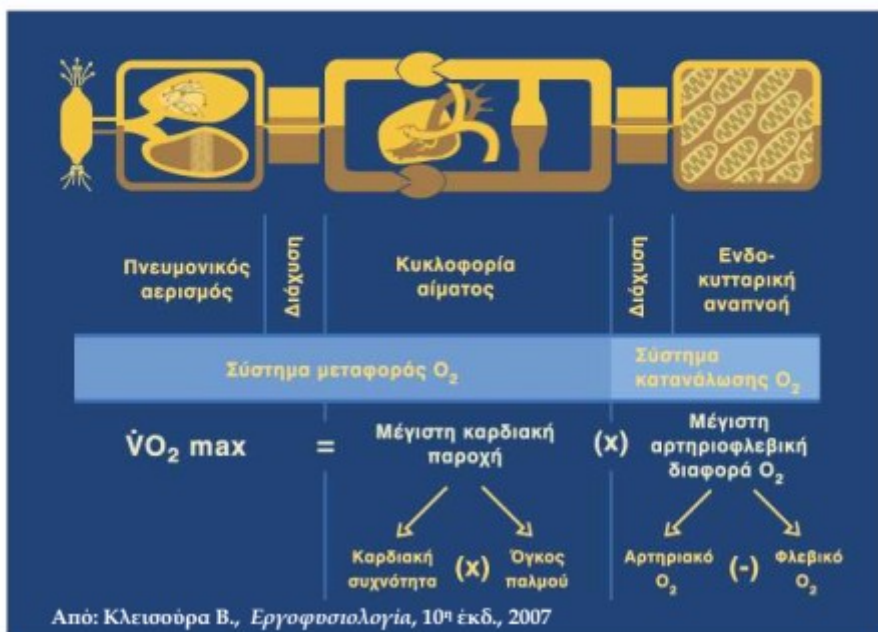 Πνευμονικός
αερισμός
Διάχυση
Κυκλοφορία
αίματος
Διάχυση
Ενδο-
κυτταρική
αναπνοή
Σύστημα μεταφοράς O₂
Σύστημα
κατανάλωσης O₂
V̇O₂ max
=
Μέγιστη καρδιακή
παροχή
(x)
Μέγιστη
αρτηριοφλεβική
διαφορά O₂
Καρδιακή
συχνότητα
(x)
Όγκος
παλμού
Αρτηριακό
O₂
(-)
Φλεβικό
O₂
Από: Κλεισούρα Β., Εργοφυσιολογία, 10η έκδ., 2007